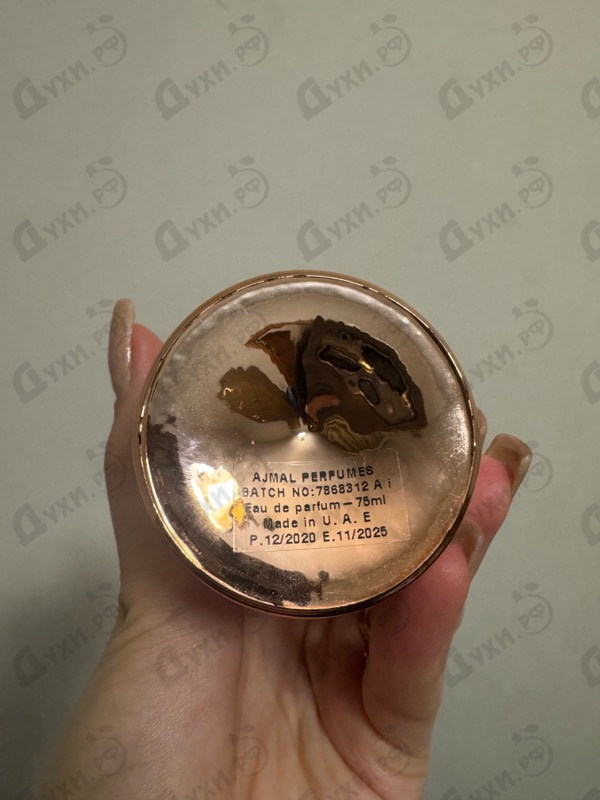 AJMAL PERFUMES
BATCH NO:7868312 A i
Eau de parfum – 75ml
Made in U. A. E
P.12/2020 E.11/2025
Духи.РФ